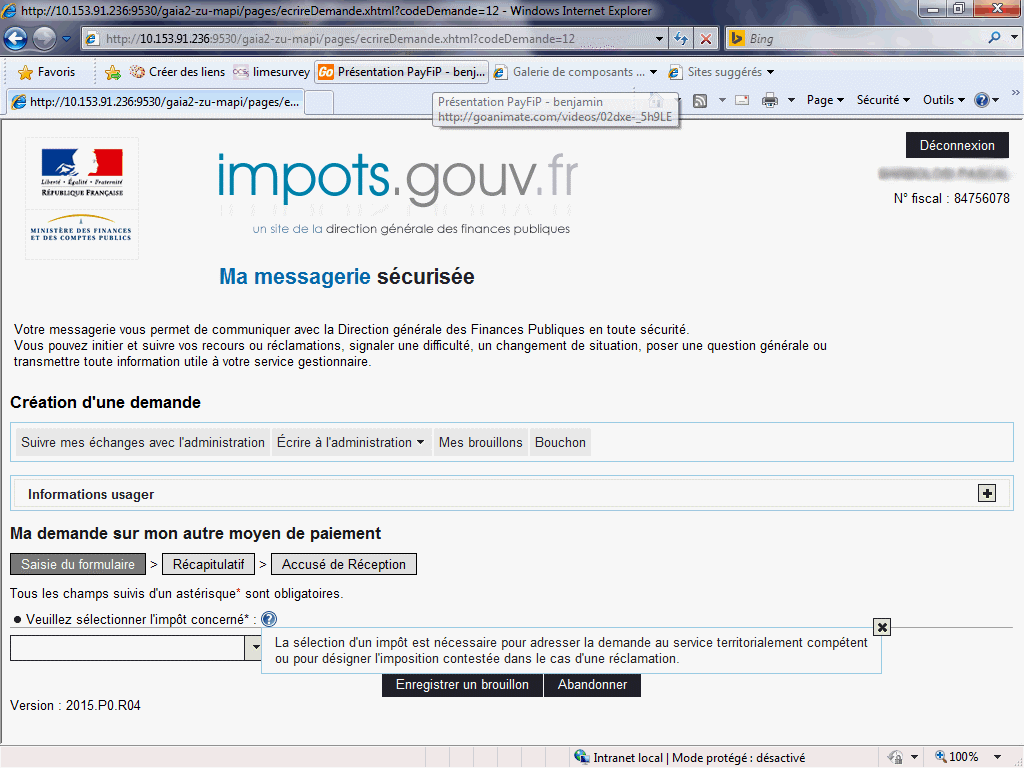 http://10.153.91.236:9530/gaia2-zu-mapi/pages/ecrireDemande.xhtml?codeDemande=12 - Windows Internet Explorer
http://10.153.91.236:9530/gaia2-zu-mapi/pages/ecrireDemande.xhtml?codeDemande=12
Bing
Favoris
Créer des liens
limesurvey
Go Présentation PayFiP - benj...
Galerie de composants ...
Sites suggérés
http://10.153.91.236:9530/gaia2-zu-mapi/pages/e...
Page
Sécurité
Outils
»
Présentation PayFiP - benjamin
http://goanimate.com/videos/02dxe-_5h9LE
Déconnexion
N° fiscal : 84756078
Liberté • Égalité • Fraternité
RÉPUBLIQUE FRANÇAISE
MINISTÈRE DES FINANCES
ET DES COMPTES PUBLICS
impots.gouv.fr
un site de la direction générale des finances publiques
Ma messagerie sécurisée
Votre messagerie vous permet de communiquer avec la Direction générale des Finances Publiques en toute sécurité.
Vous pouvez initier et suivre vos recours ou réclamations, signaler une difficulté, un changement de situation, poser une question générale ou
transmettre toute information utile à votre service gestionnaire.
Création d'une demande
Suivre mes échanges avec l'administration
Écrire à l'administration
Mes brouillons
Bouchon
Informations usager
Ma demande sur mon autre moyen de paiement
Saisie du formulaire > Récapitulatif > Accusé de Réception
Tous les champs suivis d'un astérisque* sont obligatoires.
● Veuillez sélectionner l'impôt concerné* :
La sélection d'un impôt est nécessaire pour adresser la demande au service territorialement compétent
ou pour désigner l'imposition contestée dans le cas d'une réclamation.
Enregistrer un brouillon
Abandonner
Version : 2015.P0.R04
Intranet local | Mode protégé : désactivé
100%